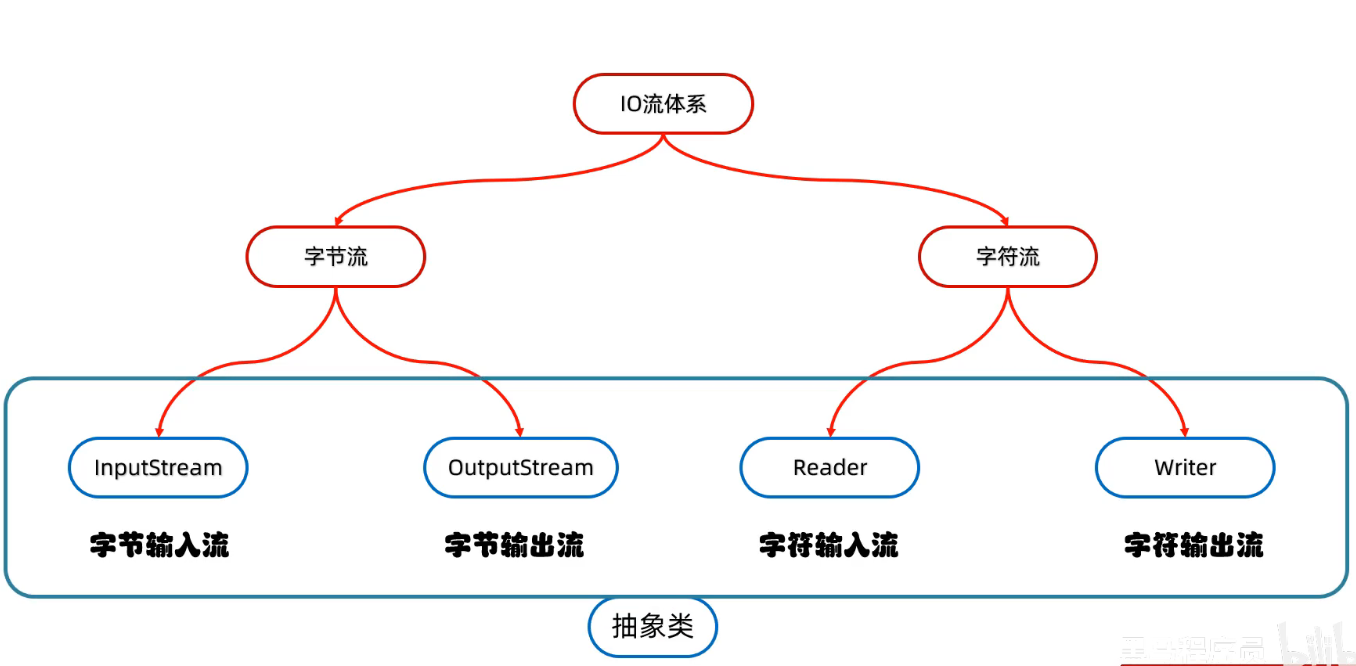 IO流体系
字节流
字符流
InputStream
OutputStream
Reader
Writer
字节输入流
字节输出流
字符输入流
字符输出流
抽象类
bilib